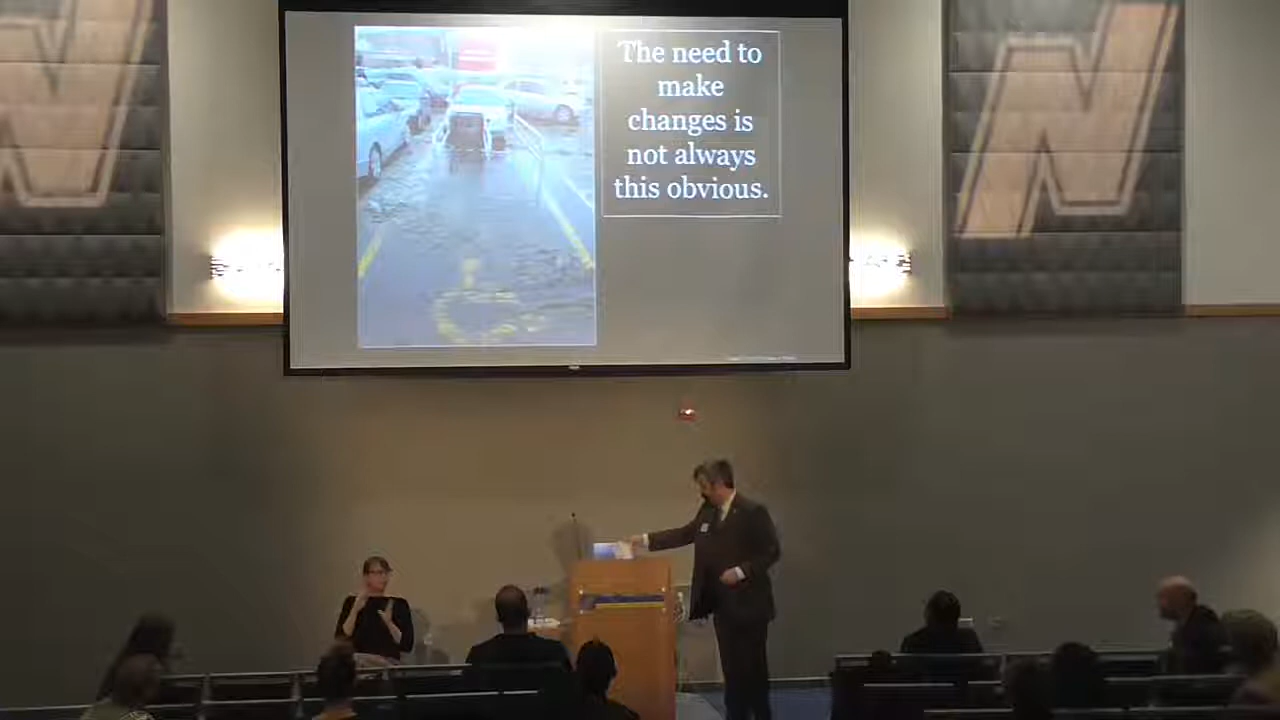 The need to
make
changes is
not always
this obvious.
N
N